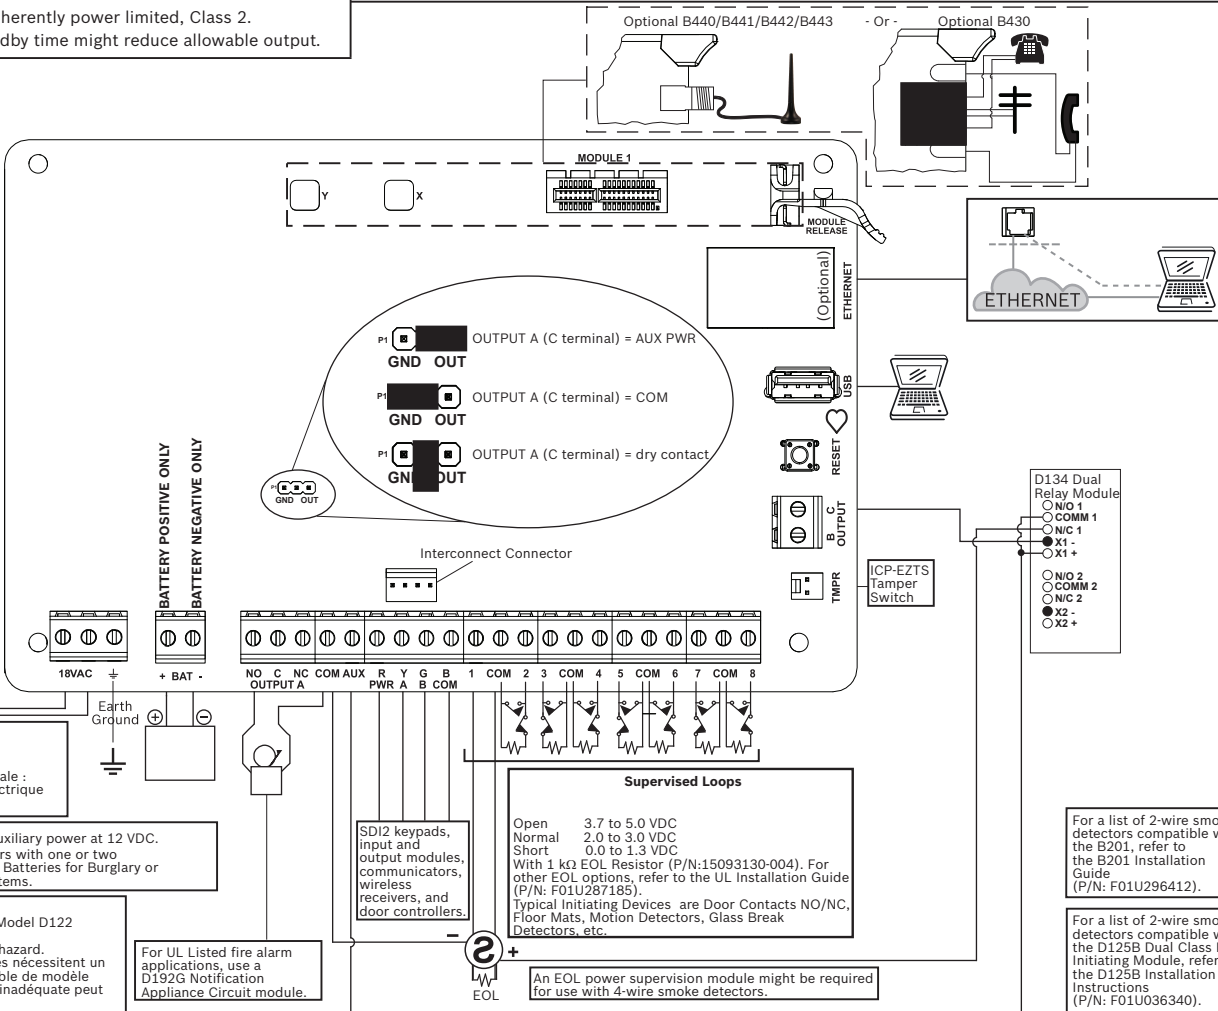 herently power limited, Class 2.
dby time might reduce allowable output.
Optional B440/B441/B442/B443
- Or -
Optional B430
MODULE 1
Y
X
MODULE
RELEASE
(Optional)
ETHERNET
ETHERNET
P1
GND OUT
OUTPUT A (C terminal) = AUX PWR
P1
GND OUT
OUTPUT A (C terminal) = COM
P1
OUTPUT A (C terminal) = dry contact
P1
GND OUT
USB
RESET
C
B
OUTPUT
TMPR
ICP-EZTS
Tamper
Switch
D134 Dual
Relay Module
N/O 1
COMM 1
N/C 1
X1 -
X1 +
N/O 2
COMM 2
N/C 2
X2 -
X2 +
BATTERY POSITIVE ONLY
BATTERY NEGATIVE ONLY
Interconnect Connector
18VAC
+ BAT -
NO C NC COM AUX R Y G B 1 COM 2 3 COM 4 5 COM 6 7 COM 8
OUTPUT A PWR A B COM
Earth
Ground
+
-
ale :
ctrique
uxiliary power at 12 VDC.
rs with one or two
Batteries for Burglary or
tems.
Model D122
hazard.
es nécessitent un
ble de modèle
inadéquate peut
For UL Listed fire alarm
applications, use a
D192G Notification
Appliance Circuit module.
SDI2 keypads,
input and
output modules,
communicators,
wireless
receivers, and
door controllers.
Supervised Loops
Open 3.7 to 5.0 VDC
Normal 2.0 to 3.0 VDC
Short 0.0 to 1.3 VDC
With 1 kΩ EOL Resistor (P/N:15093130-004). For
other EOL options, refer to the UL Installation Guide
(P/N: F01U287185).
Typical Initiating Devices are Door Contacts NO/NC,
Floor Mats, Motion Detectors, Glass Break
Detectors, etc.
-
+
EOL
An EOL power supervision module might be required
for use with 4-wire smoke detectors.
For a list of 2-wire smo
detectors compatible w
the B201, refer to
the B201 Installation
Guide
(P/N: F01U296412).
For a list of 2-wire smo
detectors compatible w
the D125B Dual Class
Initiating Module, refer
the D125B Installation
Instructions
(P/N: F01U036340).